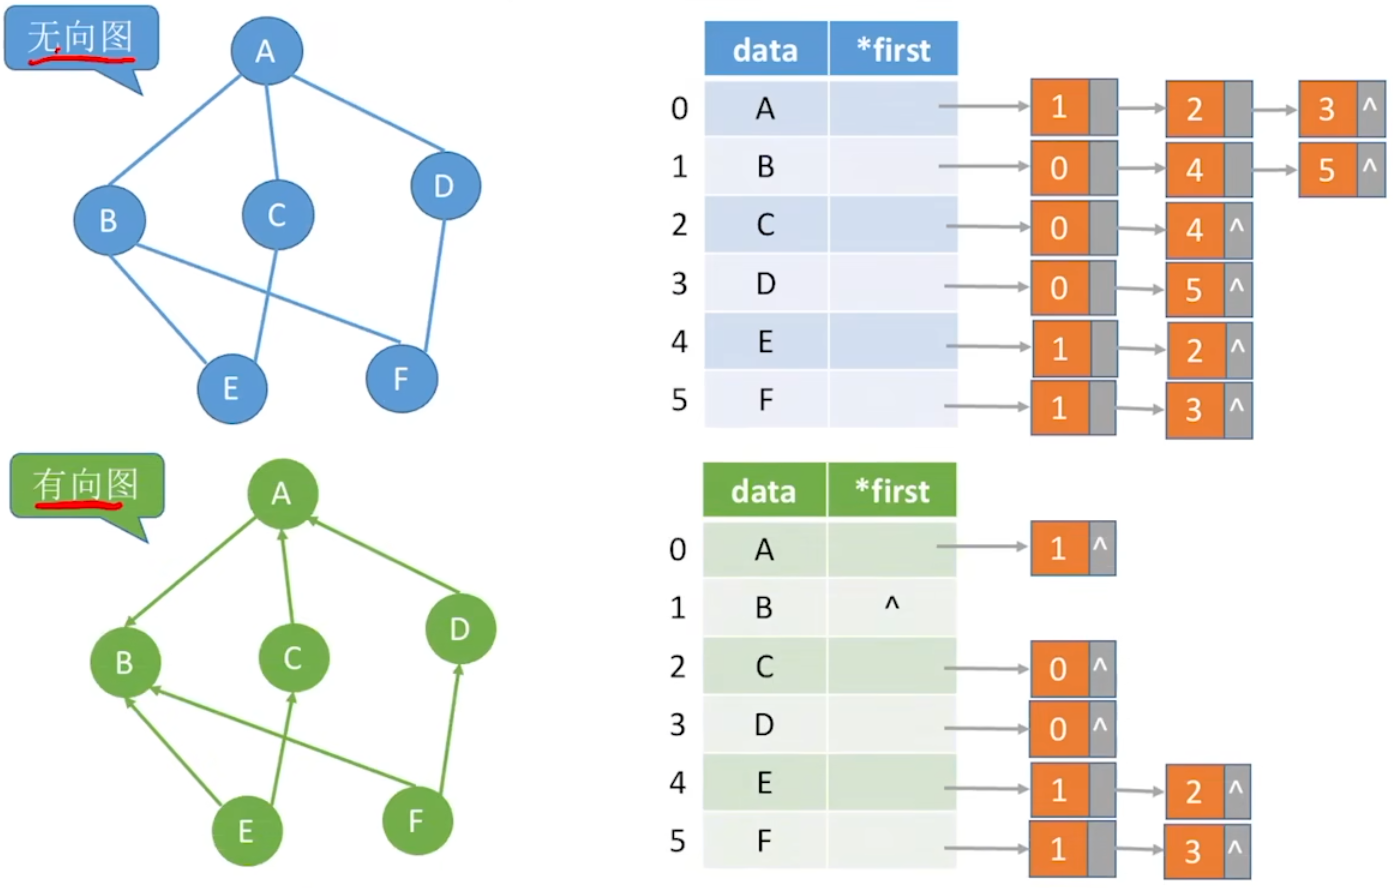 无向图
A
B
C
D
E
F
data *first
0 A 1 2 3 ^
1 B 0 4 5 ^
2 C 0 4 ^
3 D 0 5 ^
4 E 1 2 ^
5 F 1 3 ^
有向图
A
B
C
D
E
F
data *first
0 A 1 ^
1 B ^
2 C 0 ^
3 D 0 ^
4 E 1 2 ^
5 F 1 3 ^